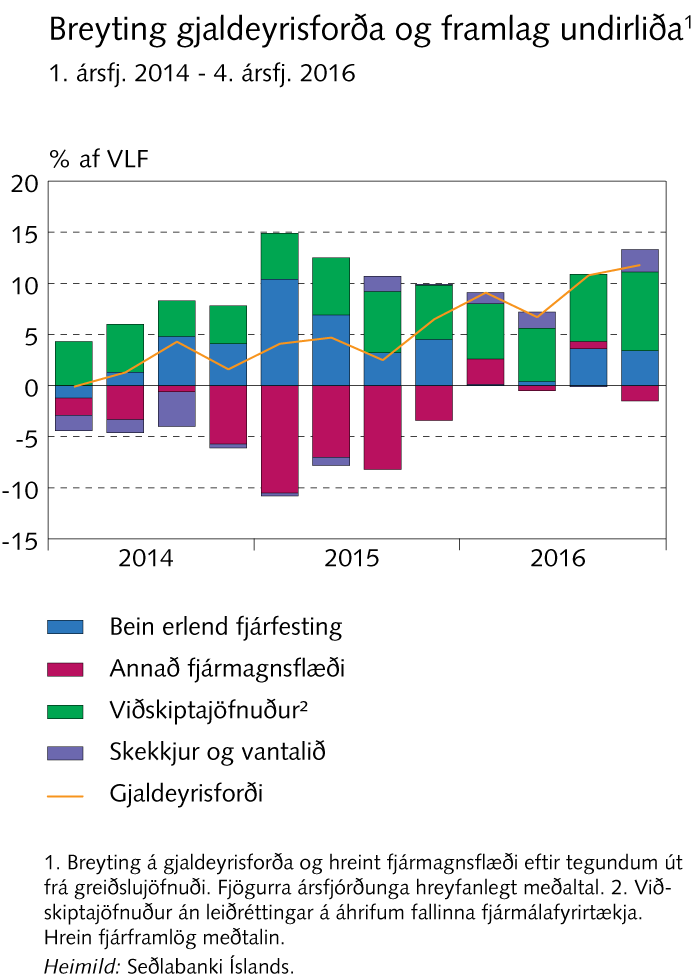 Breyting gjaldeyrisforða og framlag undirliða¹
1. ársfj. 2014 - 4. ársfj. 2016
% af VLF
20
15
10
5
0
-5
-10
-15
2014 2015 2016
Bein erlend fjárfesting
Annað fjármagnsflæði
Viðskiptajöfnuður²
Skekkjur og vantalið
Gjaldeyrisforði
1. Breyting á gjaldeyrisforða og hreint fjármagnsflæði eftir tegundum út
frá greiðslujöfnuði. Fjögurra ársfjórðunga hreyfanlegt meðaltal. 2. Við-
skiptajöfnuður án leiðréttingar á áhrifum fallinna fjármálafyrirtækja.
Hrein fjárframlög meðtalin.
Heimild: Seðlabanki Íslands.